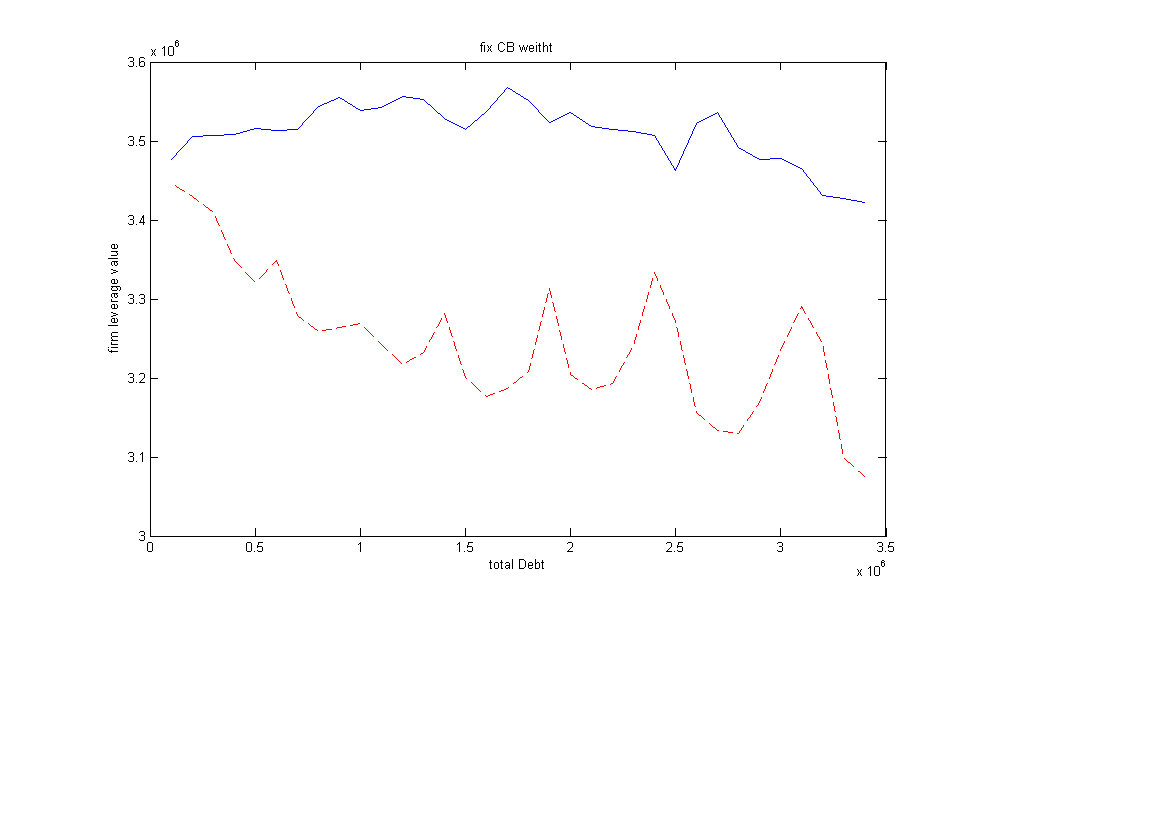 fix CB weitht
x 10^6
3.6
3.5
3.4
3.3
3.2
3.1
3
firm leverage value
0 0.5 1 1.5 2 2.5 3 3.5
total Debt
x 10^6